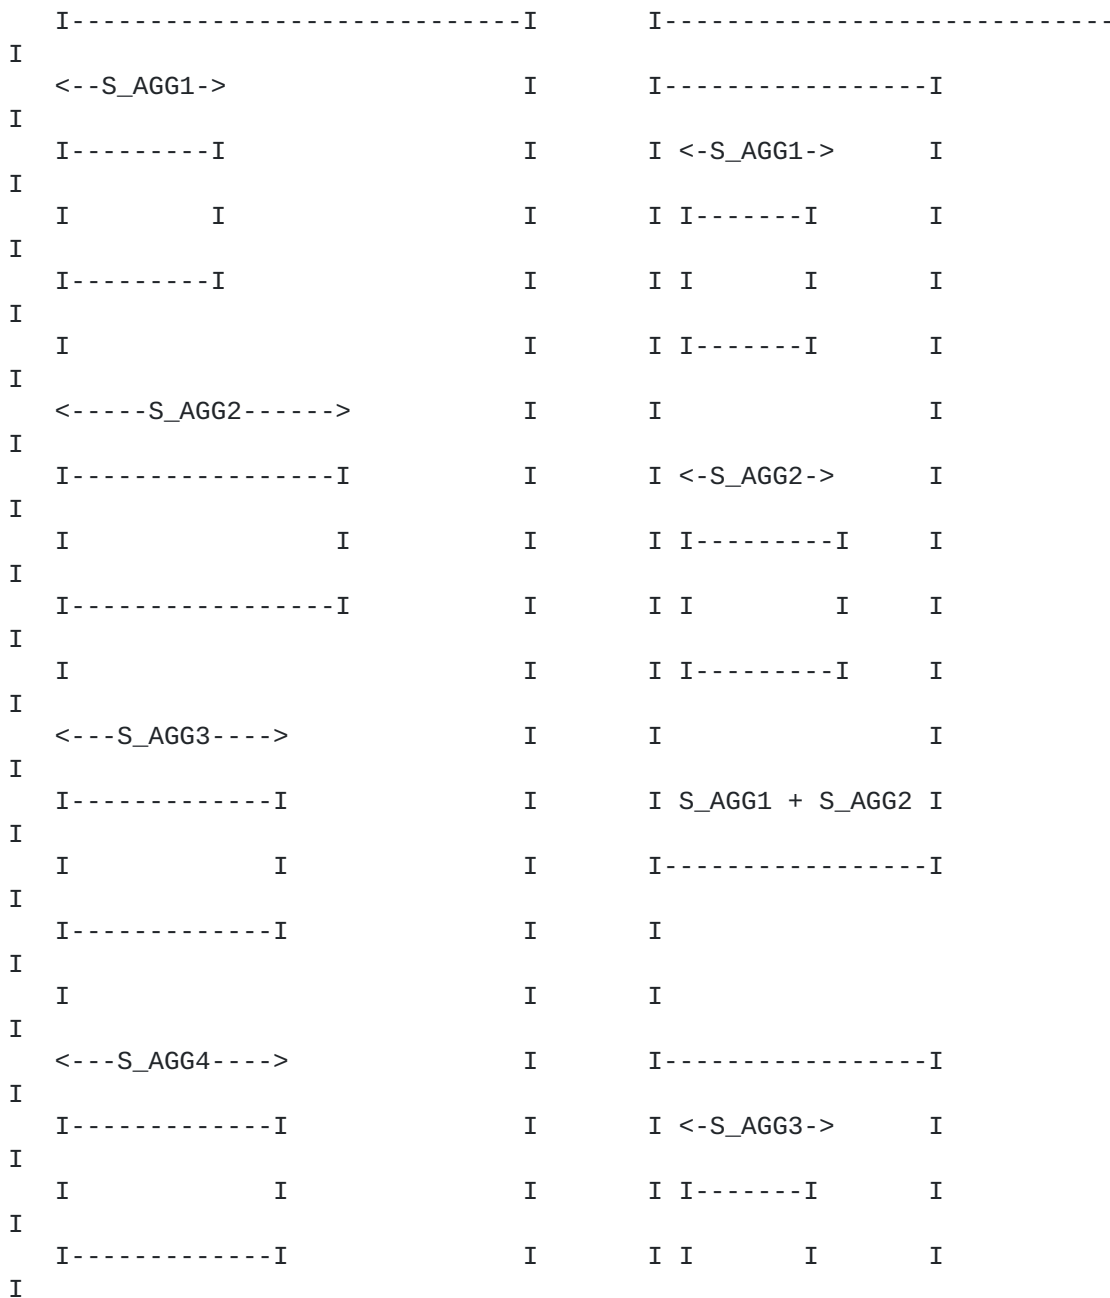 I-----------------------------I       I-----------------------------
I
<--S_AGG1->                   I       I-----------------I
I
I---------I                   I       I <-S_AGG1->      I
I
I         I                   I       I I-------I       I
I
I---------I                   I       I I       I       I
I
I                             I       I I-------I       I
I
<-----S_AGG2------>           I       I                 I
I
I-----------------I           I       I <-S_AGG2->      I
I
I                 I           I       I I---------I     I
I
I-----------------I           I       I I         I     I
I
I                             I       I I---------I     I
I
<---S_AGG3---->               I       I                 I
I
I-------------I               I       I S_AGG1 + S_AGG2 I
I
I             I               I       I-----------------I
I
I-------------I               I       I
I
I                             I       I
I
<---S_AGG4---->               I       I-----------------I
I
I-------------I               I       I <-S_AGG3->      I
I
I             I               I       I I-------I       I
I
I-------------I               I       I I       I       I
I